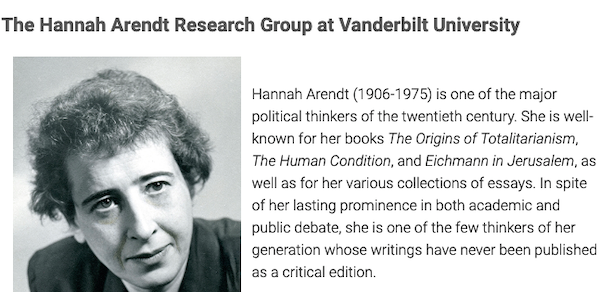 The Hannah Arendt Research Group at Vanderbilt University
Hannah Arendt (1906-1975) is one of the major
political thinkers of the twentieth century. She is well-
known for her books The Origins of Totalitarianism,
The Human Condition, and Eichmann in Jerusalem, as
well as for her various collections of essays. In spite
of her lasting prominence in both academic and
public debate, she is one of the few thinkers of her
generation whose writings have never been published
as a critical edition.